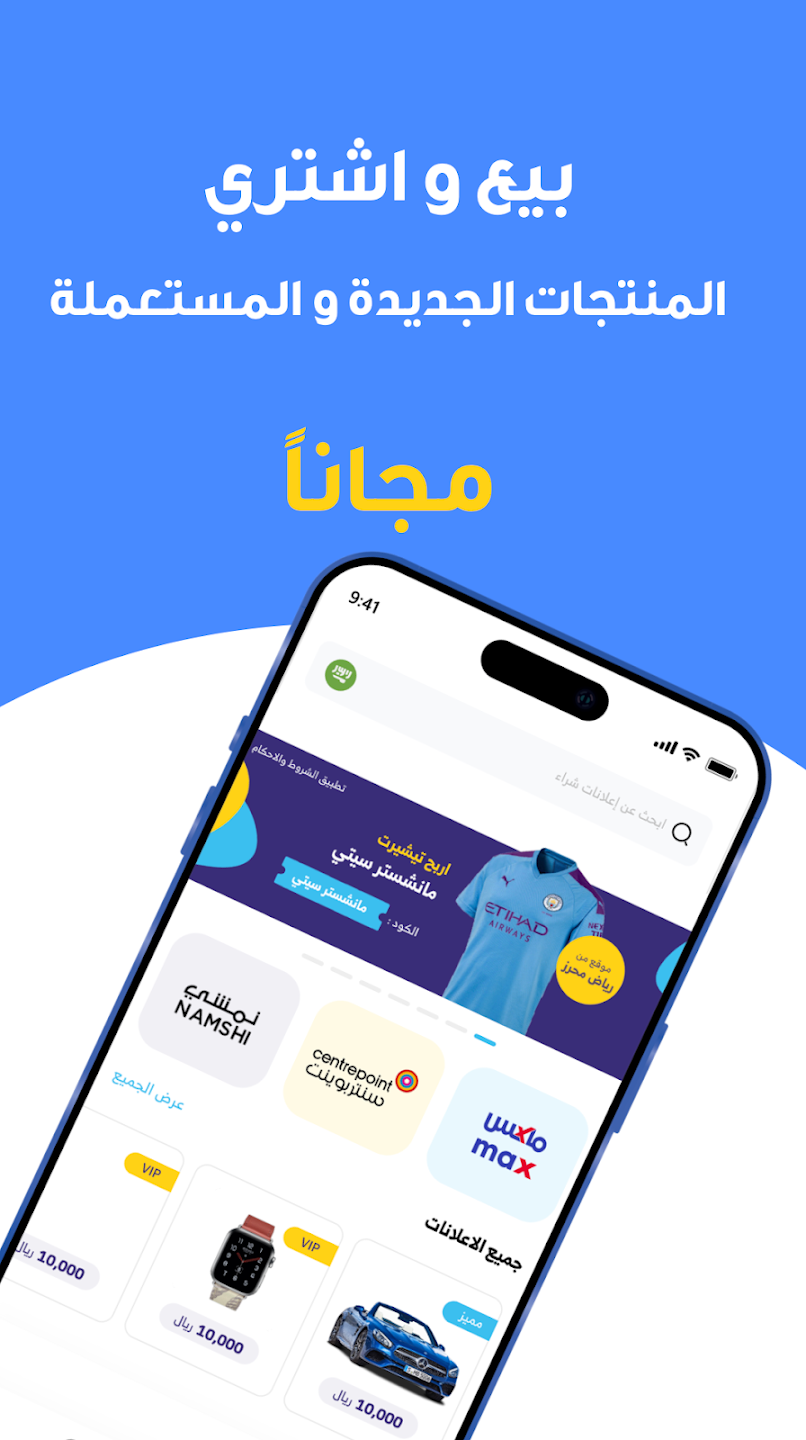 بيع و اشتري
المنتجات الجديدة و المستعملة
مجاناً
9:41
ابحث عن إعلانات شراء
تطبيق الشروط والاحكام
اربح تيشيرت
مانشستر سيتي
الكود :
مانشستر سيتي
ETIHAD
AIRWAYS
موقع من
رياض محرز
ماكس
max
centrepoint
سنتربوينت
نمشي
NAMSHI
جميع الاعلانات
عرض الجميع
مميز
10,000 ريال
VIP
10,000 ريال
VIP
10,000 ريال